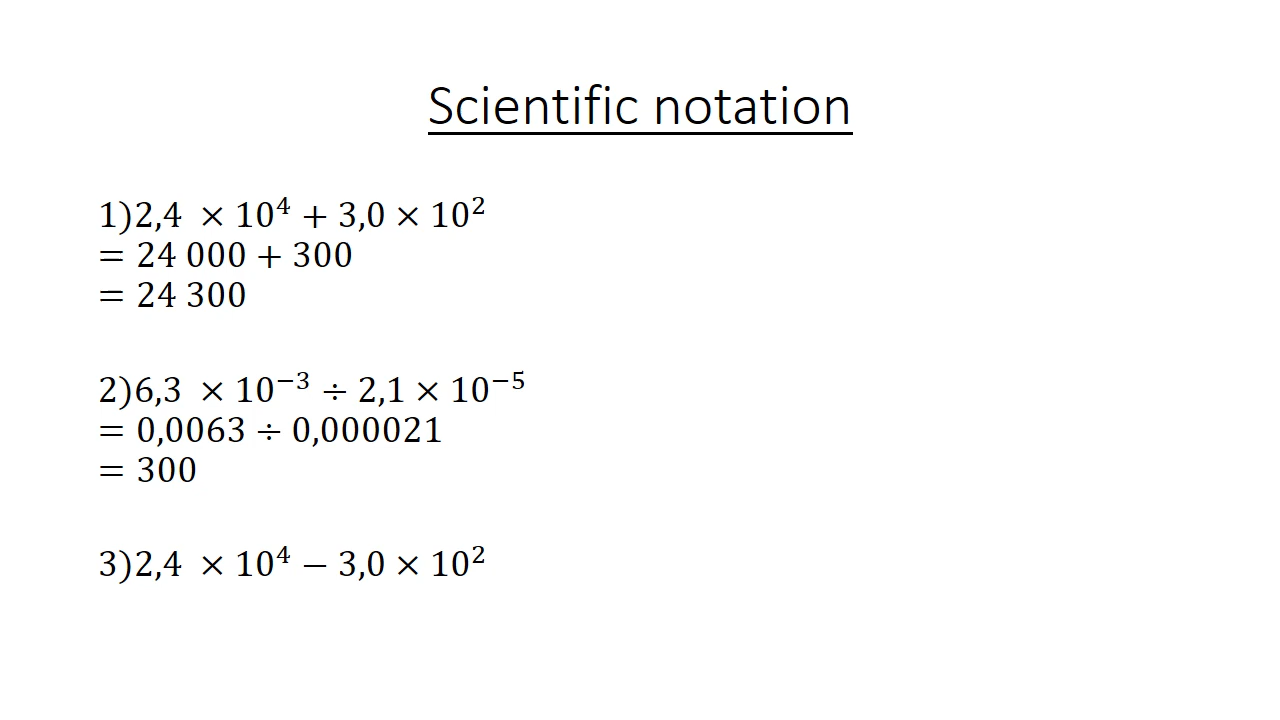 Scientific notation
1)2,4 × 10⁴ + 3,0 × 10²
= 24 000 + 300
= 24 300
2)6,3 × 10⁻³ ÷ 2,1 × 10⁻⁵
= 0,0063 ÷ 0,000021
= 300
3)2,4 × 10⁴ − 3,0 × 10²